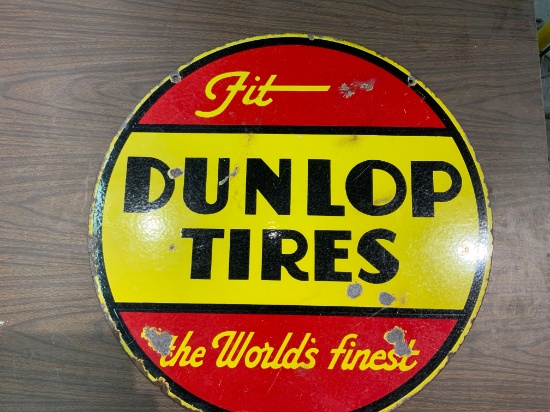 Fit
DUNLOP
TIRES
the World's finest